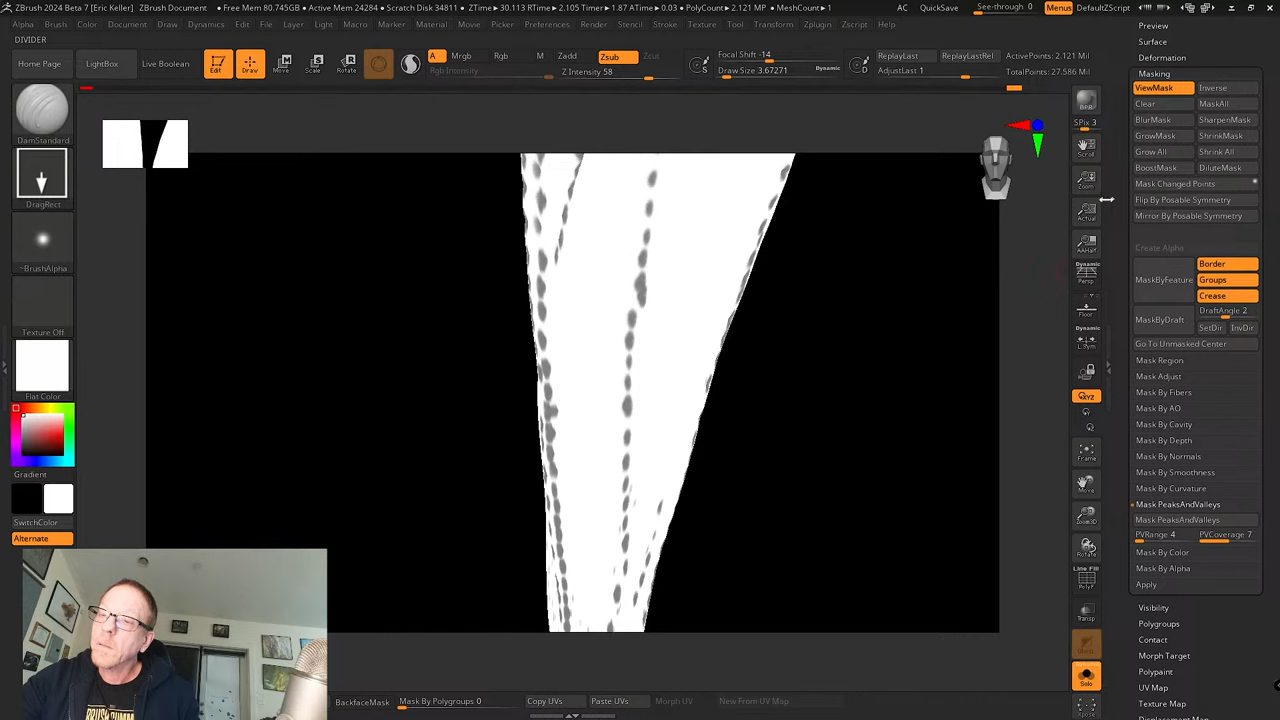 ZBrush 2024 Beta 7 [Eric Keller] ZBrush Document • Free Mem 80.745GB • Active Mem 24284 • Scratch Disk 34811 • ZTime▸30.113 RTime▸2.105 Timer▸1.87 ATime▸0.03 • PolyCount▸2.121 MP • MeshCount▸1 AC QuickSave See-through 0 Menus DefaultZScript
Alpha Brush Color Document Draw Dynamics Edit File Layer Light Macro Marker Material Movie Picker Preferences Render Stencil Stroke Texture Tool Transform Zplugin Zscript Help
DIVIDER
Home Page LightBox Live Boolean Edit Draw Move Scale Rotate A Mrgb Rgb M Zadd Zsub Zcut Focal Shift -14 ReplayLast ReplayLastRel ActivePoints: 2.121 Mil
Rgb Intensity Z Intensity 58 Draw Size 3.67271 Dynamic AdjustLast 1 TotalPoints: 27.586 Mil
S
D
DamStandard
DragRect
~BrushAlpha
Texture Off
Flat Color
Gradient
SwitchColor
Alternate
BPR
SPix 3
Scroll
Zoom
Actual
AAHalf
Dynamic
Persp
Floor
Dynamic
L.Sym
XYZ
Frame
Move
Zoom3D
Rotate
Line Fill
PolyF
Transp
Solo
Xpose
Preview
Surface
Deformation
Masking
ViewMask Inverse
Clear MaskAll
BlurMask SharpenMask
GrowMask ShrinkMask
Grow All Shrink All
BoostMask DiluteMask
Mask Changed Points
Flip By Posable Symmetry
Mirror By Posable Symmetry
Create Alpha
MaskByFeature Border
Groups
Crease
MaskByDraft DraftAngle 2
SetDir InvDir
Go To Unmasked Center
Mask Region
Mask Adjust
Mask By Fibers
Mask By AO
Mask By Cavity
Mask By Depth
Mask By Normals
Mask By Smoothness
Mask By Curvature
Mask PeaksAndValleys
Mask PeaksAndValleys
PVRange 4 PVCoverage 7
Mask By Color
Mask By Alpha
Apply
Visibility
Polygroups
Contact
Morph Target
Polypaint
UV Map
Texture Map
BackfaceMask Mask By Polygroups 0 Copy UVs Paste UVs Morph UV New From UV Map